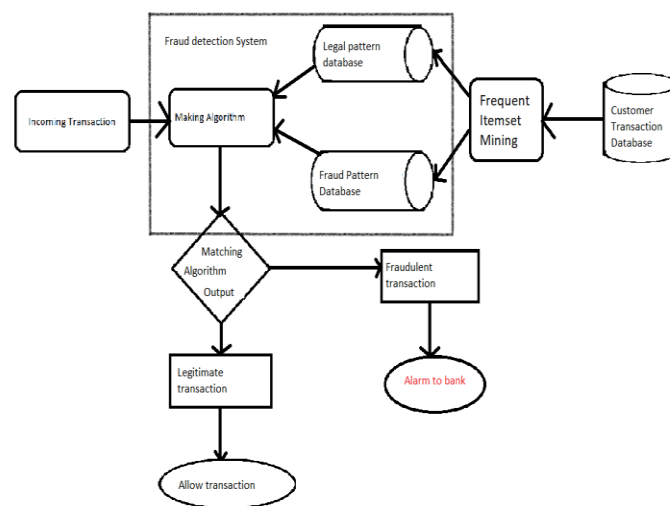 Fraud detection System
Legal pattern
database
Incoming Transaction
Making Algorithm
Frequent
Itemset
Mining
Customer
Transaction
Database
Fraud Pattern
Database
Matching
Algorithm
Output
Fraudulent
transaction
Legitimate
transaction
Alarm to bank
Allow transaction